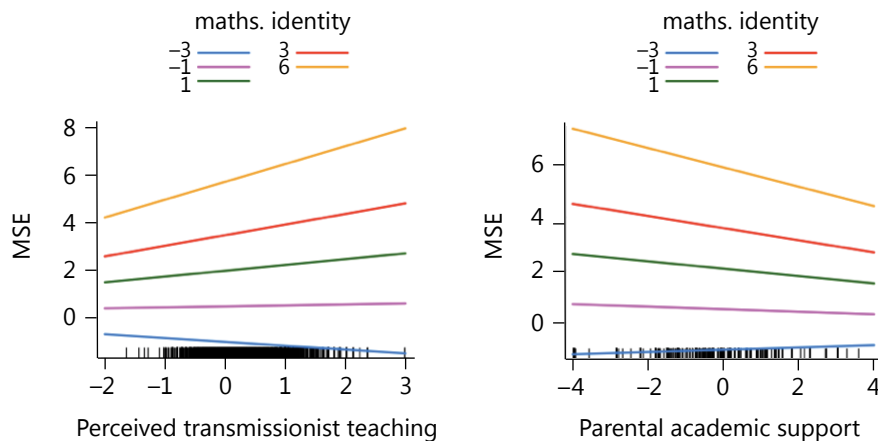 maths. identity
−3 3
−1 6
1
MSE
8
6
4
2
0
−2 −1 0 1 2 3
Perceived transmissionist teaching
maths. identity
−3 3
−1 6
1
MSE
6
4
2
0
−4 −2 0 2 4
Parental academic support